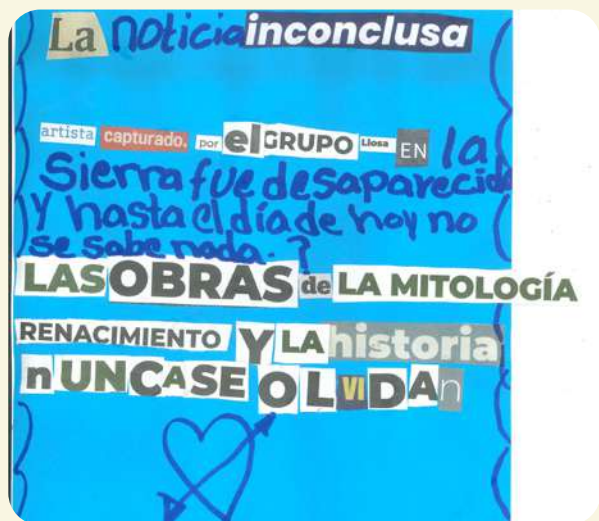 La noticia inconclusa
artista capturado. por el GRUPO Llosa EN la
Sierra fue desaparecido
Y hasta el día de hoy no
se sabe nada. ?
LAS OBRAS de LA MITOLOGÍA
RENACIMIENTO Y LA historia
nUNCA SE OLVIDAn